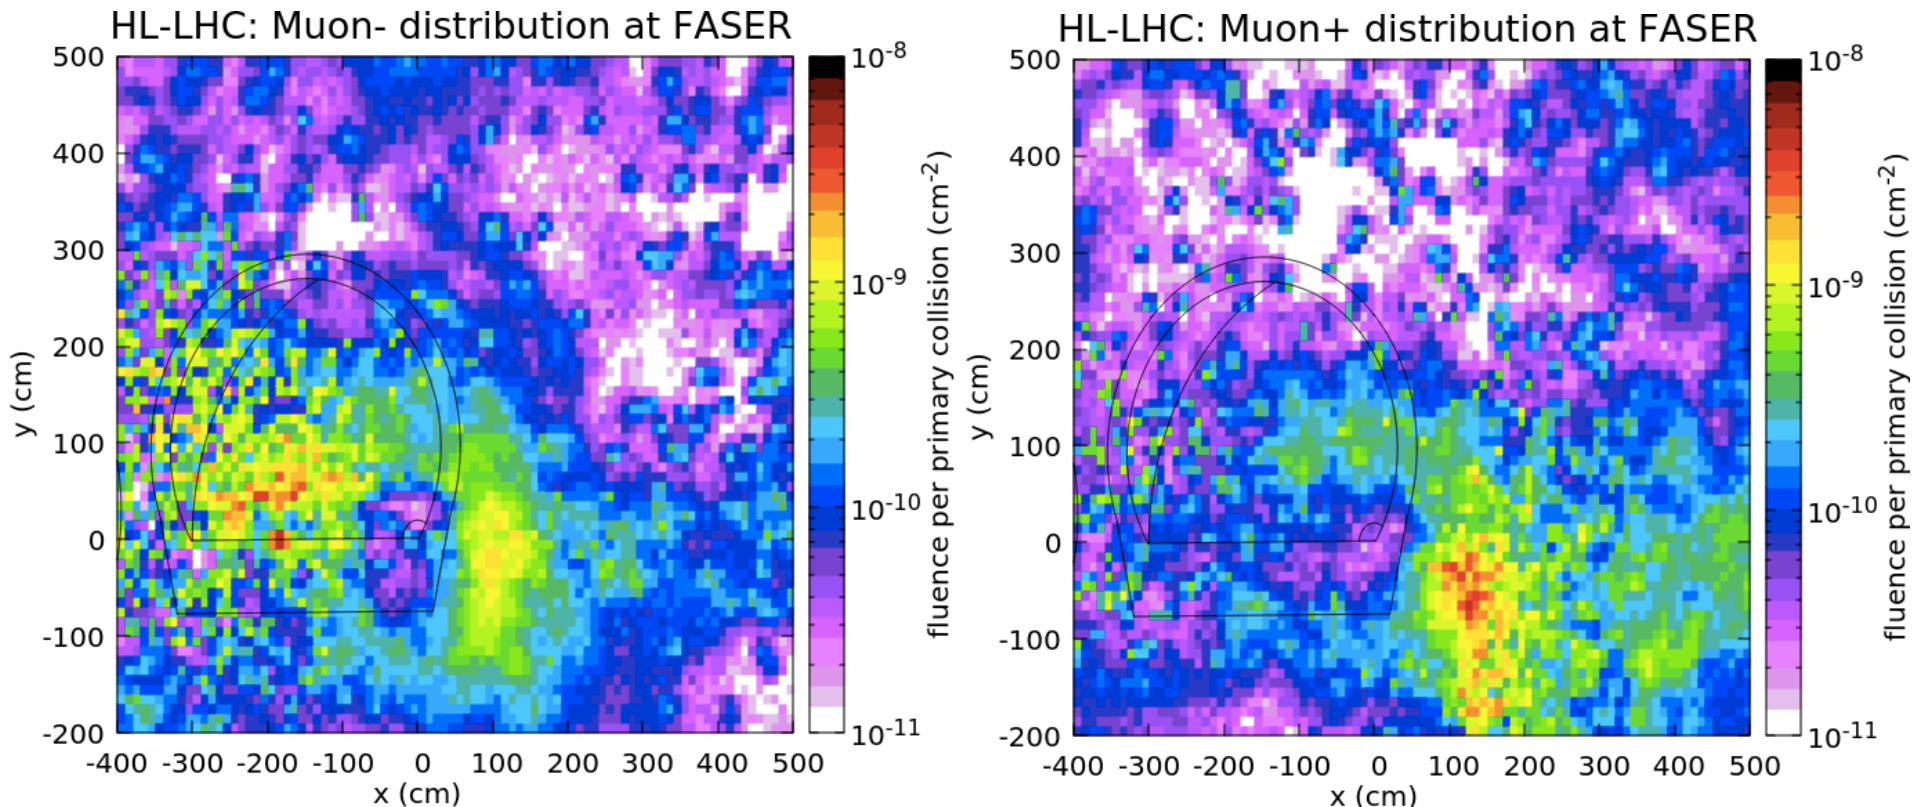 HL-LHC: Muon- distribution at FASER
500
400
300
200
100
0
-100
-200
y (cm)
-400 -300 -200 -100 0 100 200 300 400 500
x (cm)
10-8
10-9
10-10
10-11
fluence per primary collision (cm-2)
HL-LHC: Muon+ distribution at FASER
500
400
300
200
100
0
-100
-200
y (cm)
-400 -300 -200 -100 0 100 200 300 400 500
x (cm)
10-8
10-9
10-10
10-11
fluence per primary collision (cm-2)